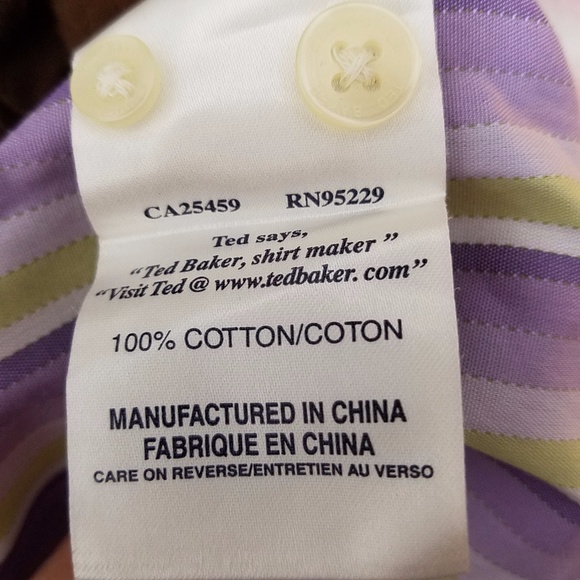 CA25459 RN95229
Ted says,
“Ted Baker, shirt maker ”
“Visit Ted @ www.tedbaker. com”
100% COTTON/COTON
MANUFACTURED IN CHINA
FABRIQUE EN CHINA
CARE ON REVERSE/ENTRETIEN AU VERSO